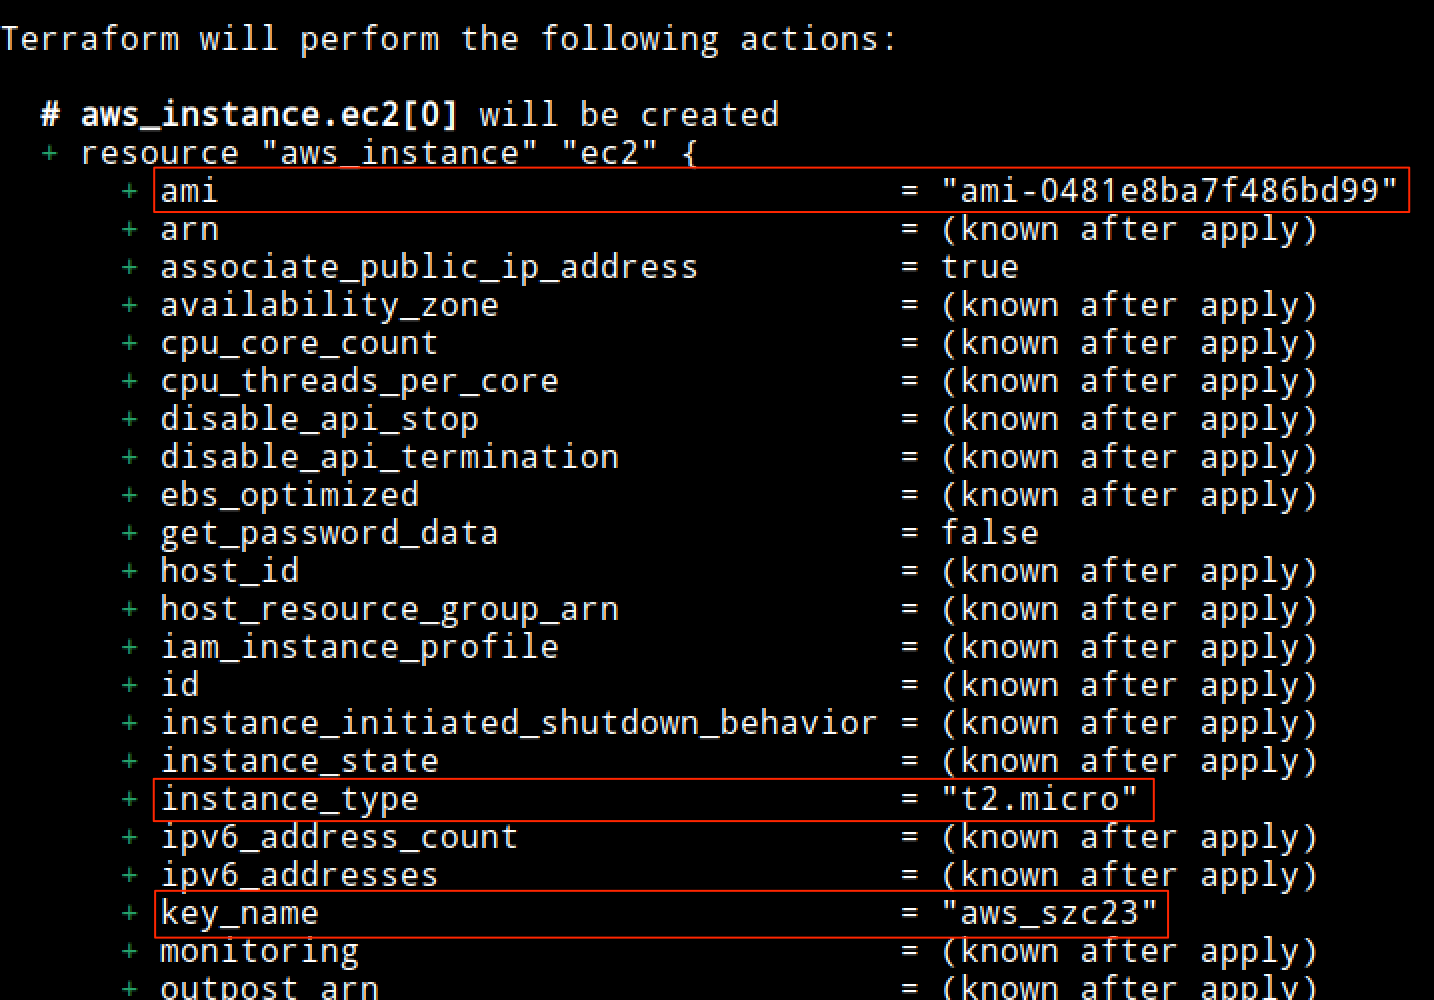 Terraform will perform the following actions:
# aws_instance.ec2[0] will be created
+ resource "aws_instance" "ec2" {
+ ami = "ami-0481e8ba7f486bd99"
+ arn = (known after apply)
+ associate_public_ip_address = true
+ availability_zone = (known after apply)
+ cpu_core_count = (known after apply)
+ cpu_threads_per_core = (known after apply)
+ disable_api_stop = (known after apply)
+ disable_api_termination = (known after apply)
+ ebs_optimized = (known after apply)
+ get_password_data = false
+ host_id = (known after apply)
+ host_resource_group_arn = (known after apply)
+ iam_instance_profile = (known after apply)
+ id = (known after apply)
+ instance_initiated_shutdown_behavior = (known after apply)
+ instance_state = (known after apply)
+ instance_type = "t2.micro"
+ ipv6_address_count = (known after apply)
+ ipv6_addresses = (known after apply)
+ key_name = "aws_szc23"
+ monitoring = (known after apply)
+ outpost_arn = (known after apply)